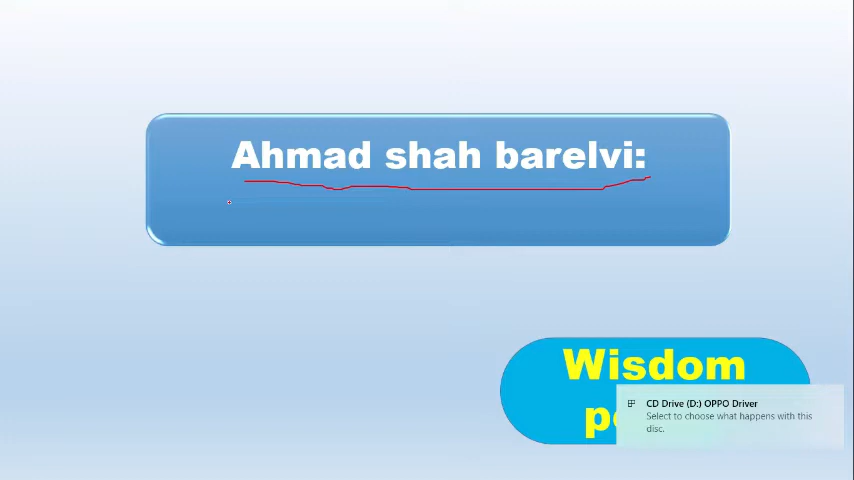 Ahmad shah barelvi:
Wisdom
CD Drive (D:) OPPO Driver
Select to choose what happens with this
disc.